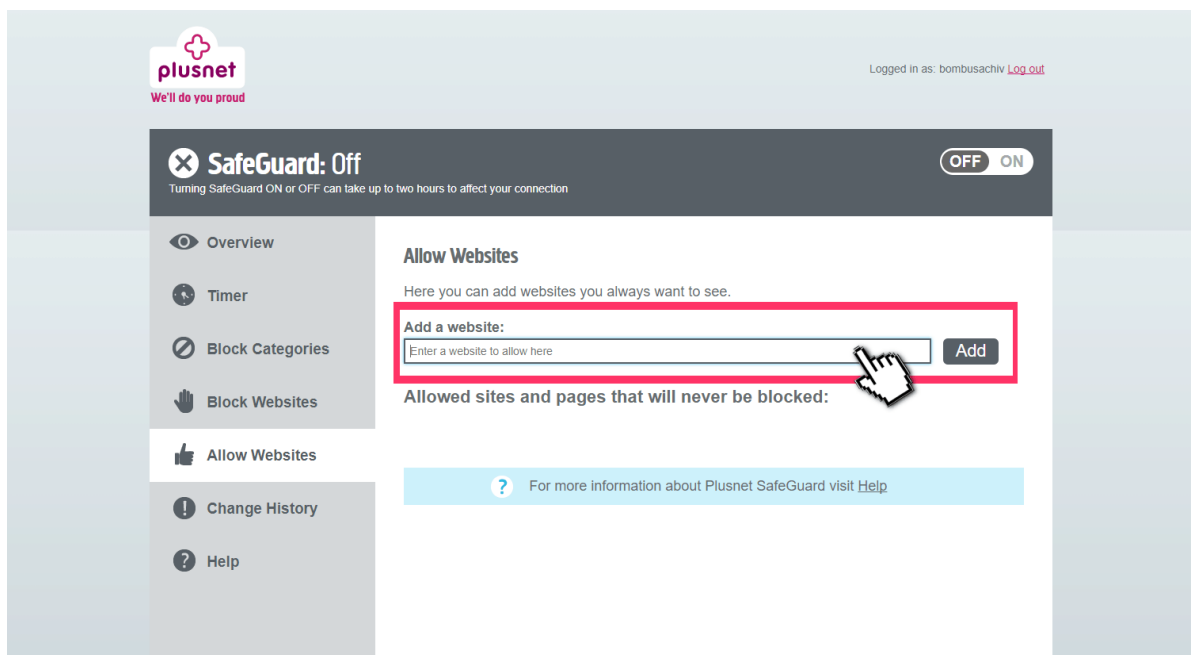 plusnet
We'll do you proud
Logged in as: bombusachiv Log out
SafeGuard: Off
OFF ON
Turning SafeGuard ON or OFF can take up to two hours to affect your connection
Overview
Timer
Block Categories
Block Websites
Allow Websites
Change History
Help
Allow Websites
Here you can add websites you always want to see.
Add a website:
Enter a website to allow here
Add
Allowed sites and pages that will never be blocked:
? For more information about Plusnet SafeGuard visit Help